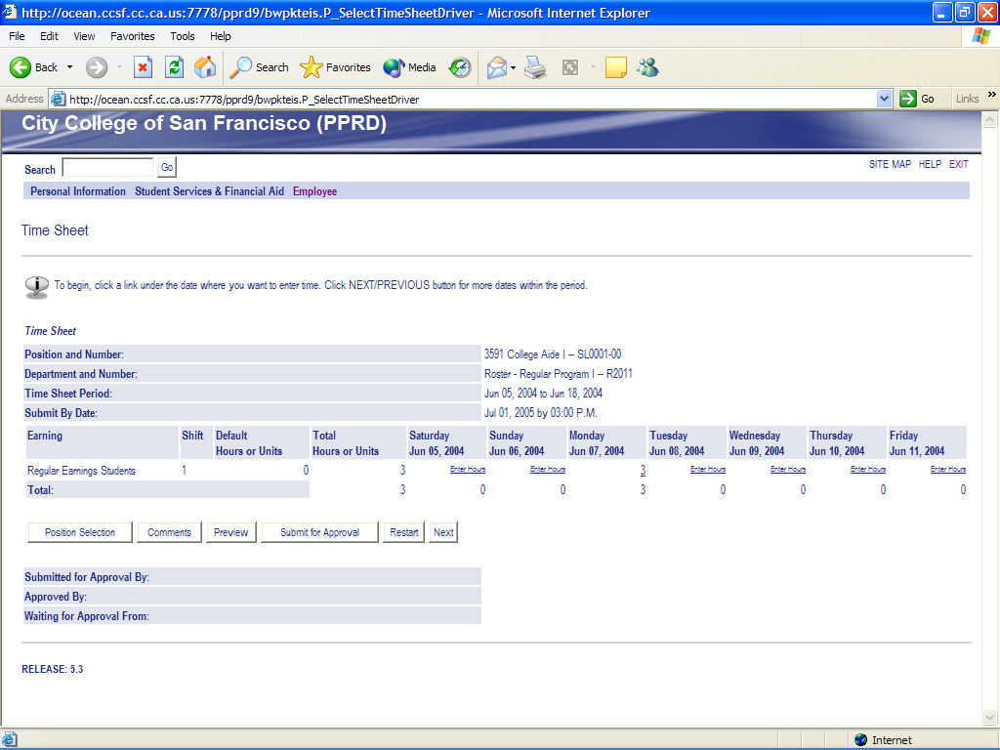 http://ocean.ccsf.cc.ca.us:7778/pprd9/bwpkteis.P_SelectTimeSheetDriver - Microsoft Internet Explorer
File Edit View Favorites Tools Help
Back Search Favorites Media
Address http://ocean.ccsf.cc.ca.us:7778/pprd9/bwpkteis.P_SelectTimeSheetDriver Go Links »
City College of San Francisco (PPRD)
Search Go SITE MAP HELP EXIT
Personal Information Student Services & Financial Aid Employee
Time Sheet
To begin, click a link under the date where you want to enter time. Click NEXT/PREVIOUS button for more dates within the period.
Time Sheet
Position and Number: 3591 College Aide I -- SL0001-00
Department and Number: Roster - Regular Program I -- R2011
Time Sheet Period: Jun 05, 2004 to Jun 18, 2004
Submit By Date: Jul 01, 2005 by 03:00 P.M.
Earning Shift Default Total Saturday Sunday Monday Tuesday Wednesday Thursday Friday
Hours or Units Hours or Units Jun 05, 2004 Jun 06, 2004 Jun 07, 2004 Jun 08, 2004 Jun 09, 2004 Jun 10, 2004 Jun 11, 2004
Regular Earnings Students 1 0 3 Enter Hours Enter Hours 3 Enter Hours Enter Hours Enter Hours Enter Hours
Total: 3 0 0 3 0 0 0 0
Position Selection Comments Preview Submit for Approval Restart Next
Submitted for Approval By:
Approved By:
Waiting for Approval From:
RELEASE: 5.3
Internet